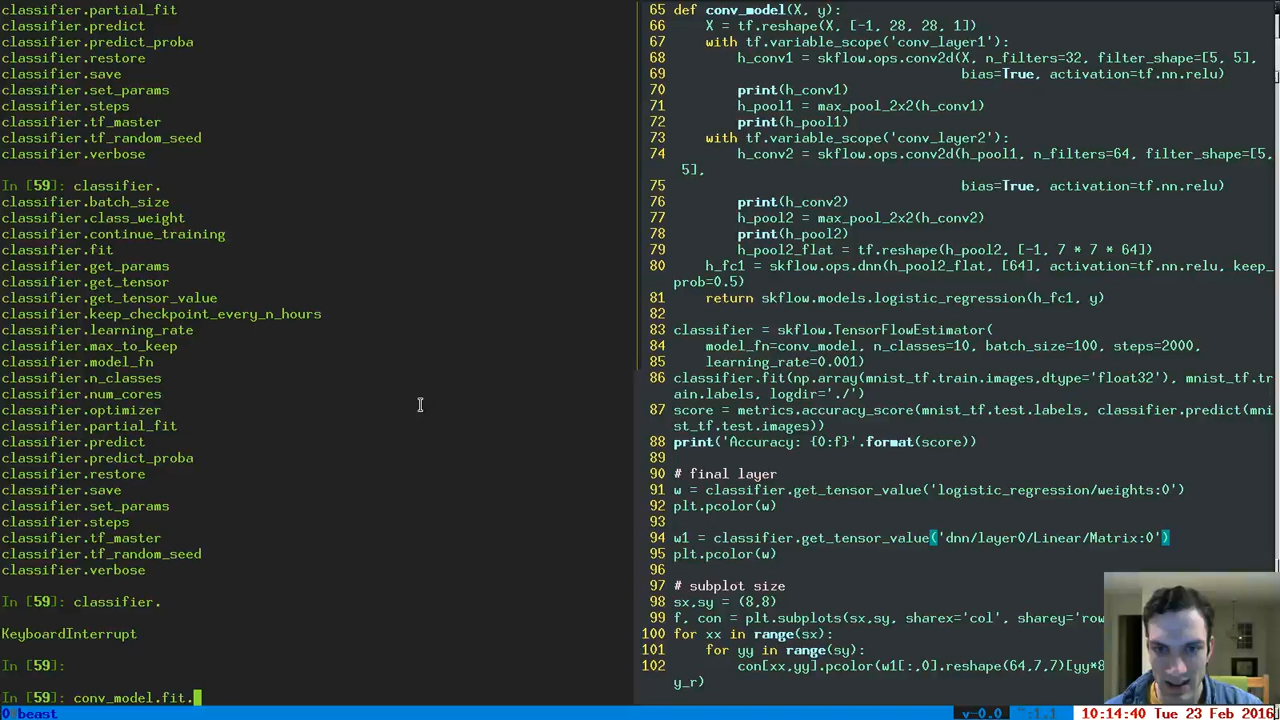 classifier.partial_fit
classifier.predict
classifier.predict_proba
classifier.restore
classifier.save
classifier.set_params
classifier.steps
classifier.tf_master
classifier.tf_random_seed
classifier.verbose
In [59]: classifier.
classifier.batch_size
classifier.class_weight
classifier.continue_training
classifier.fit
classifier.get_params
classifier.get_tensor
classifier.get_tensor_value
classifier.keep_checkpoint_every_n_hours
classifier.learning_rate
classifier.max_to_keep
classifier.model_fn
classifier.n_classes
classifier.num_cores
classifier.optimizer
classifier.partial_fit
classifier.predict
classifier.predict_proba
classifier.restore
classifier.save
classifier.set_params
classifier.steps
classifier.tf_master
classifier.tf_random_seed
classifier.verbose
In [59]: classifier.
KeyboardInterrupt
In [59]:
In [59]: conv_model.fit.
65 def conv_model(X, y):
66     X = tf.reshape(X, [-1, 28, 28, 1])
67     with tf.variable_scope('conv_layer1'):
68         h_conv1 = skflow.ops.conv2d(X, n_filters=32, filter_shape=[5, 5],
69                                     bias=True, activation=tf.nn.relu)
70         print(h_conv1)
71         h_pool1 = max_pool_2x2(h_conv1)
72         print(h_pool1)
73     with tf.variable_scope('conv_layer2'):
74         h_conv2 = skflow.ops.conv2d(h_pool1, n_filters=64, filter_shape=[5,
 5],
75                                     bias=True, activation=tf.nn.relu)
76         print(h_conv2)
77         h_pool2 = max_pool_2x2(h_conv2)
78         print(h_pool2)
79         h_pool2_flat = tf.reshape(h_pool2, [-1, 7 * 7 * 64])
80     h_fc1 = skflow.ops.dnn(h_pool2_flat, [64], activation=tf.nn.relu, keep_
prob=0.5)
81     return skflow.models.logistic_regression(h_fc1, y)
82
83 classifier = skflow.TensorFlowEstimator(
84     model_fn=conv_model, n_classes=10, batch_size=100, steps=2000,
85     learning_rate=0.001)
86 classifier.fit(np.array(mnist_tf.train.images,dtype='float32'), mnist_tf.tr
ain.labels, logdir='./')
87 score = metrics.accuracy_score(mnist_tf.test.labels, classifier.predict(mni
st_tf.test.images))
88 print('Accuracy: {0:f}'.format(score))
89
90 # final layer
91 w = classifier.get_tensor_value('logistic_regression/weights:0')
92 plt.pcolor(w)
93
94 w1 = classifier.get_tensor_value('dnn/layer0/Linear/Matrix:0')
95 plt.pcolor(w)
96
97 # subplot size
98 sx,sy = (8,8)
99 f, con = plt.subplots(sx,sy, sharex='col', sharey='row
100 for xx in range(sx):
101     for yy in range(sy):
102         con[xx,yy].pcolor(w1[:,0].reshape(64,7,7)[yy*8
y_r)
0 beast
v-0.0
10:14:40 Tue 23 Feb 2016